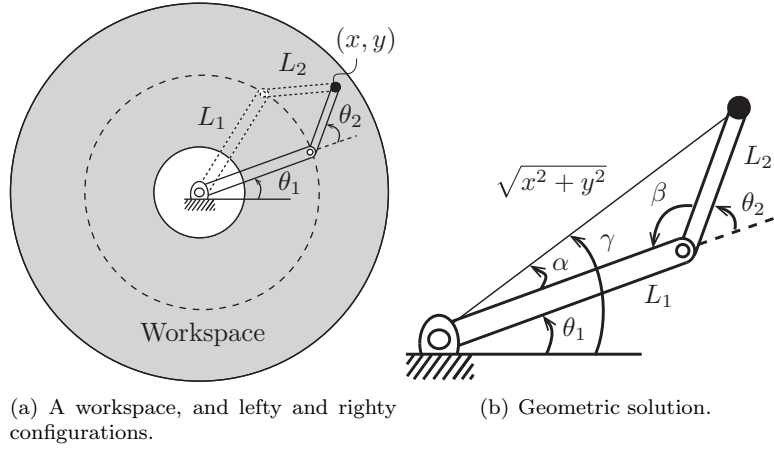 (x, y)
L₂
L₁
θ₂
θ₁
Workspace
√x² + y²
L₂
β
θ₂
γ
α
L₁
θ₁
(a) A workspace, and lefty and righty
configurations.
(b) Geometric solution.